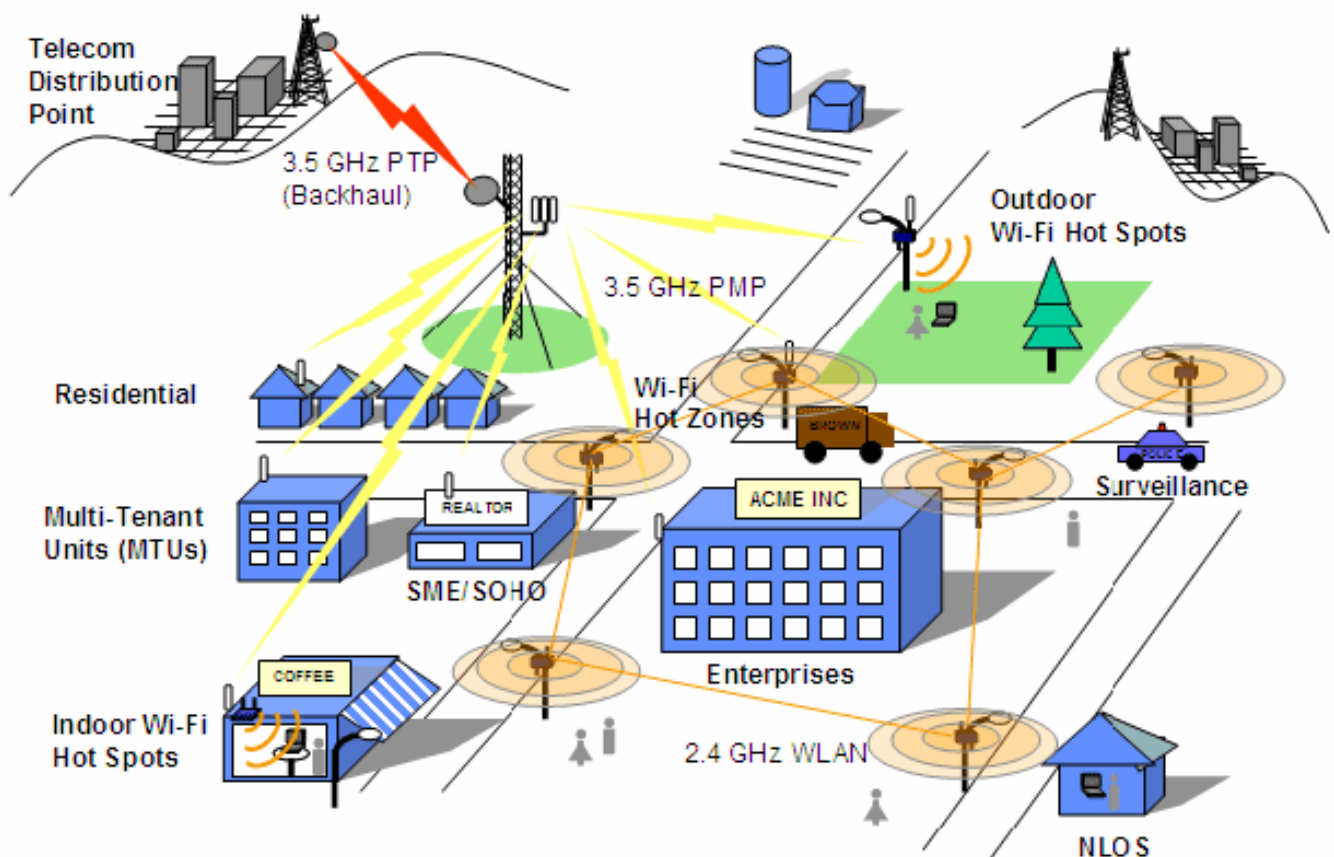 Telecom
Distribution
Point
3.5 GHz PTP
(Backhaul)
Outdoor
Wi-Fi Hot Spots
3.5 GHz PMP
Residential
Wi-Fi
Hot Zones
BROWN
POLICE
Surveillance
Multi-Tenant
Units (MTUs)
REALTOR
ACME INC
SME/SOHO
Enterprises
COFFEE
Indoor Wi-Fi
Hot Spots
2.4 GHz WLAN
NLOS